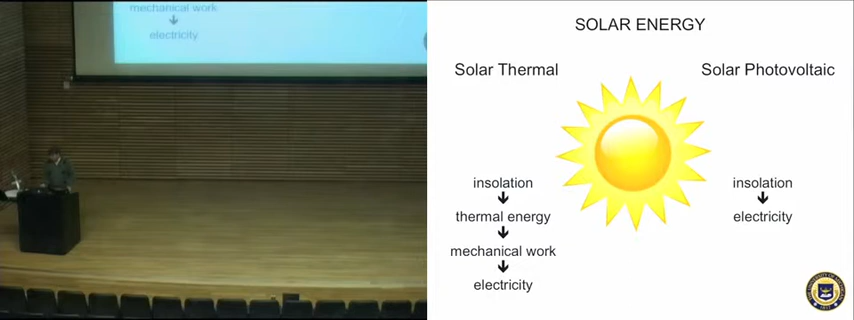 mechanical work
electricity
SOLAR ENERGY
Solar Thermal
Solar Photovoltaic
insolation
thermal energy
mechanical work
electricity
insolation
electricity